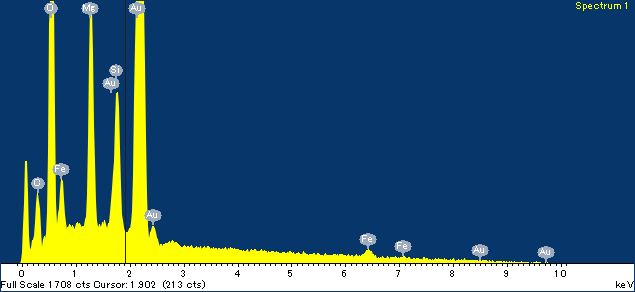 Spectrum 1
O Mg Au
Si
Au
Fe
Au
Fe Fe Au Au
0 1 2 3 4 5 6 7 8 9 10
Full Scale 1708 cts Cursor: 1.902 (213 cts) keV